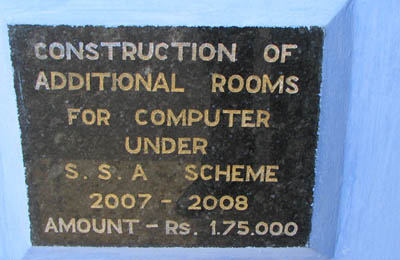 CONSTRUCTION OF
ADDITIONAL ROOMS
FOR COMPUTER
UNDER
S. S. A SCHEME
2007 - 2008
AMOUNT - Rs. 1.75.000